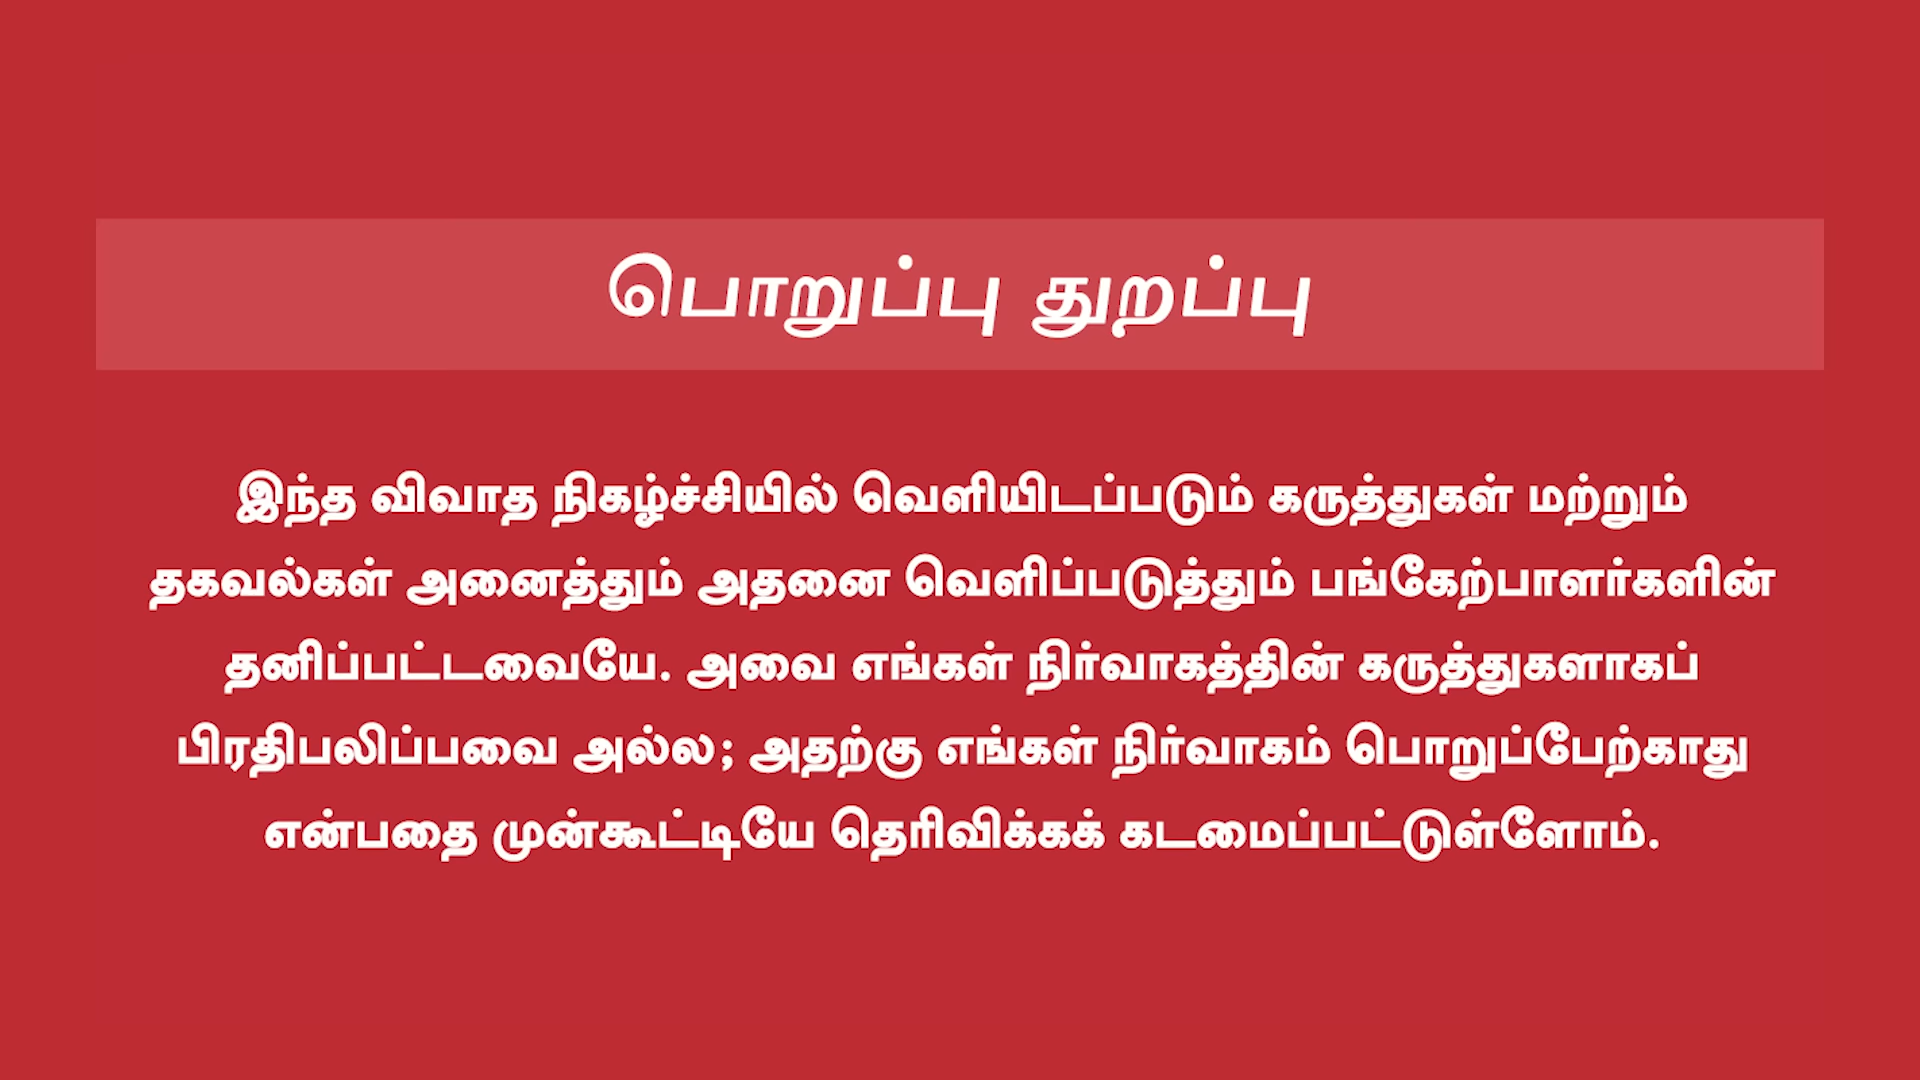 பொறுப்பு துறப்பு
இந்த விவாத நிகழ்ச்சியில் வெளியிடப்படும் கருத்துகள் மற்றும்
தகவல்கள் அனைத்தும் அதனை வெளிப்படுத்தும் பங்கேற்பாளர்களின்
தனிப்பட்டவையே. அவை எங்கள் நிர்வாகத்தின் கருத்துகளாகப்
பிரதிபலிப்பவை அல்ல; அதற்கு எங்கள் நிர்வாகம் பொறுப்பேற்காது
என்பதை முன்கூட்டியே தெரிவிக்கக் கடமைப்பட்டுள்ளோம்.